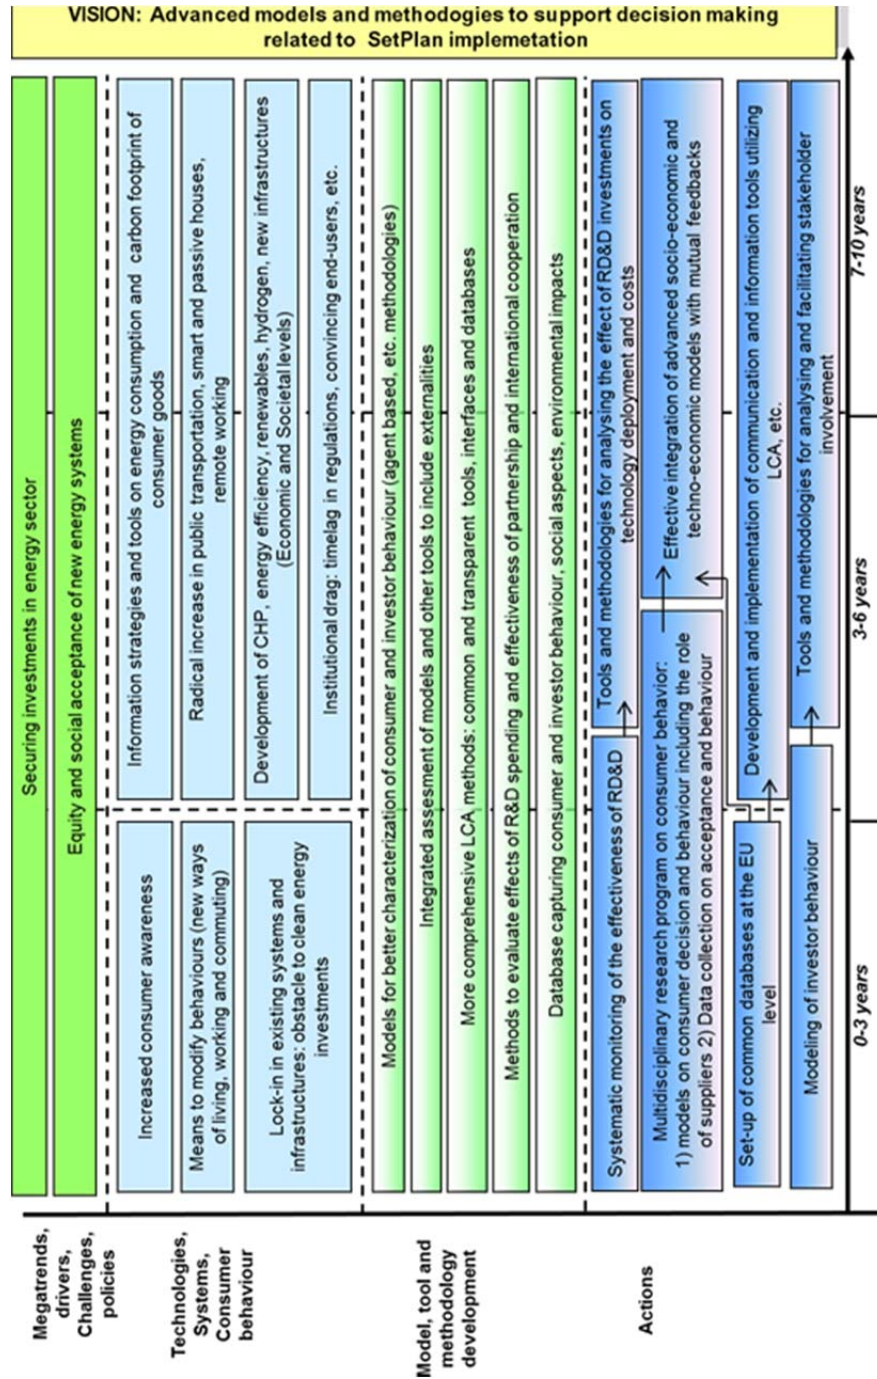 VISION: Advanced models and methodogies to support decision making
related to SetPlan implemetation
Megatrends,
drivers,
Challenges,
policies
Securing investments in energy sector
Equity and social acceptance of new energy systems
Technologies,
Systems,
Consumer
behaviour
Increased consumer awareness
Means to modify behaviours (new ways
of living, working and commuting)
Lock-in in existing systems and
infrastructures: obstacle to clean energy
investments
Information strategies and tools on energy consumption and carbon footprint of
consumer goods
Radical increase in public transportation, smart and passive houses,
remote working
Development of CHP, energy efficiency, renewables, hydrogen, new infrastructures
(Economic and Societal levels)
Institutional drag: timelag in regulations, convincing end-users, etc.
Model, tool and
methodology
development
Models for better characterization of consumer and investor behaviour (agent based, etc. methodologies)
Integrated assesment of models and other tools to include externalities
More comprehensive LCA methods: common and transparent tools, interfaces and databases
Methods to evaluate effects of R&D spending and effectiveness of partnership and international cooperation
Database capturing consumer and investor behaviour, social aspects, environmental impacts
Actions
Systematic monitoring of the effectiveness of RD&D
Tools and methodologies for analysing the effect of RD&D investments on
technology deployment and costs
Multidisciplinary research program on consumer behavior:
1) models on consumer decision and behaviour including the role
of suppliers 2) Data collection on acceptance and behaviour
Effective integration of advanced socio-economic and
techno-economic models with mutual feedbacks
Set-up of common databases at the EU
level
Development and implementation of communication and information tools utilizing
LCA, etc.
Modeling of investor behaviour
Tools and methodologies for analysing and facilitating stakeholder
involvement
0-3 years
3-6 years
7-10 years